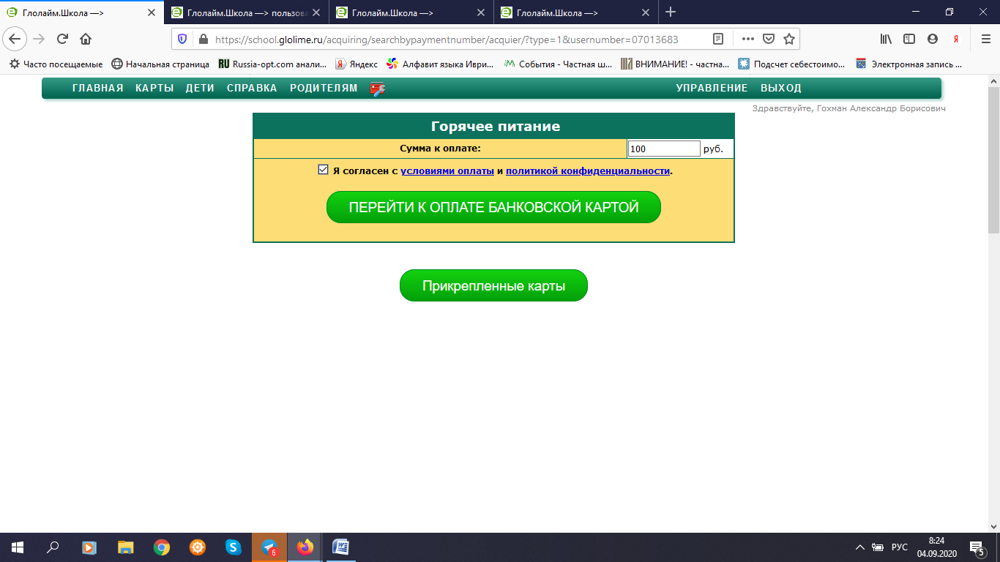 Глолайм.Школа —>
Глолайм.Школа —> пользова
Глолайм.Школа —>
Глолайм.Школа —>
https://school.glolime.ru/acquiring/searchbypaymentnumber/acquier/?type=1&usernumber=07013683
Часто посещаемые Начальная страница Russia-opt.com анали... Яндекс Алфавит языка Иври... События - Частная ш... ВНИМАНИЕ! - частна... Подсчет себестоимо... Электронная запись ...
ГЛАВНАЯ КАРТЫ ДЕТИ СПРАВКА РОДИТЕЛЯМ УПРАВЛЕНИЕ ВЫХОД
Здравствуйте, Гохман Александр Борисович
Горячее питание
Сумма к оплате: 100 руб.
Я согласен с условиями оплаты и политикой конфиденциальности.
ПЕРЕЙТИ К ОПЛАТЕ БАНКОВСКОЙ КАРТОЙ
Прикрепленные карты
6
РУС
8:24
04.09.2020
5